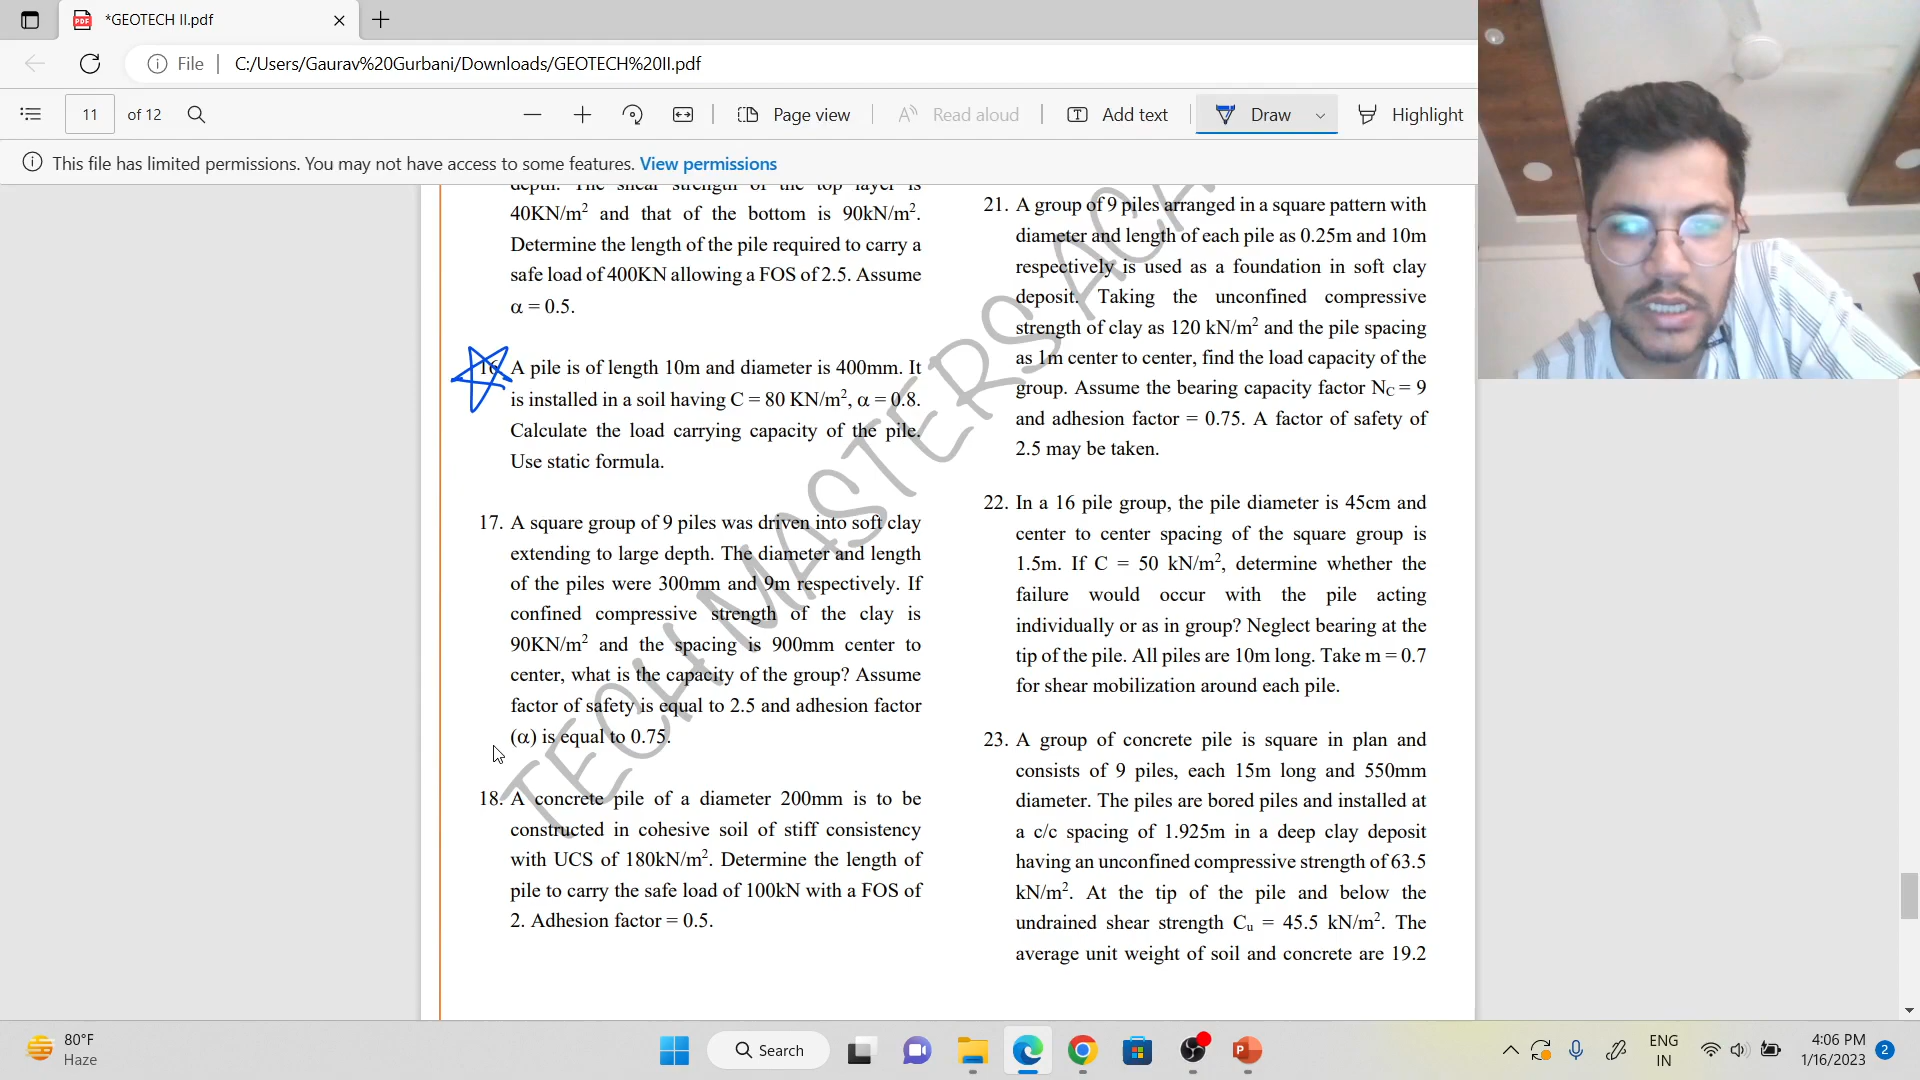 *GEOTECH II.pdf
File
C:/Users/Gaurav%20Gurbani/Downloads/GEOTECH%20II.pdf
11 of 12
Page view
Read aloud
Add text
Draw
Highlight
This file has limited permissions. You may not have access to some features. View permissions
depth. The shear strength of the top layer is
40KN/m² and that of the bottom is 90kN/m².
Determine the length of the pile required to carry a
safe load of 400KN allowing a FOS of 2.5. Assume
α = 0.5.
16. A pile is of length 10m and diameter is 400mm. It
is installed in a soil having C = 80 KN/m², α = 0.8.
Calculate the load carrying capacity of the pile.
Use static formula.
17. A square group of 9 piles was driven into soft clay
extending to large depth. The diameter and length
of the piles were 300mm and 9m respectively. If
confined compressive strength of the clay is
90KN/m² and the spacing is 900mm center to
center, what is the capacity of the group? Assume
factor of safety is equal to 2.5 and adhesion factor
(α) is equal to 0.75.
18. A concrete pile of a diameter 200mm is to be
constructed in cohesive soil of stiff consistency
with UCS of 180kN/m². Determine the length of
pile to carry the safe load of 100kN with a FOS of
2. Adhesion factor = 0.5.
21. A group of 9 piles arranged in a square pattern with
diameter and length of each pile as 0.25m and 10m
respectively is used as a foundation in soft clay
deposit. Taking the unconfined compressive
strength of clay as 120 kN/m² and the pile spacing
as 1m center to center, find the load capacity of the
group. Assume the bearing capacity factor NC = 9
and adhesion factor = 0.75. A factor of safety of
2.5 may be taken.
22. In a 16 pile group, the pile diameter is 45cm and
center to center spacing of the square group is
1.5m. If C = 50 kN/m², determine whether the
failure would occur with the pile acting
individually or as in group? Neglect bearing at the
tip of the pile. All piles are 10m long. Take m = 0.7
for shear mobilization around each pile.
23. A group of concrete pile is square in plan and
consists of 9 piles, each 15m long and 550mm
diameter. The piles are bored piles and installed at
a c/c spacing of 1.925m in a deep clay deposit
having an unconfined compressive strength of 63.5
kN/m². At the tip of the pile and below the
undrained shear strength Cu = 45.5 kN/m². The
average unit weight of soil and concrete are 19.2
TECH MASTERS ACA
80°F
Haze
Search
ENG
IN
4:06 PM
1/16/2023
2